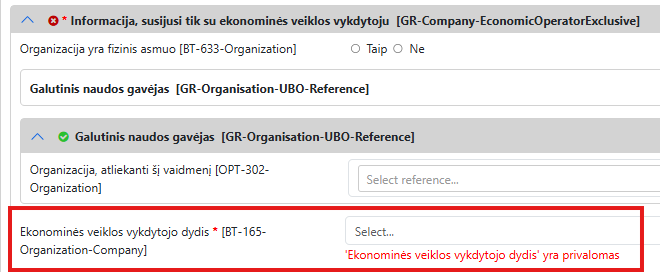 * Informacija, susijusi tik su ekonominės veiklos vykdytoju [GR-Company-EconomicOperatorExclusive]
Organizacija yra fizinis asmuo [BT-633-Organization] Taip Ne
Galutinis naudos gavėjas [GR-Organisation-UBO-Reference]
Galutinis naudos gavėjas [GR-Organisation-UBO-Reference]
Organizacija, atliekanti šį vaidmenį [OPT-302-
Organization]
Select reference...
Ekonominės veiklos vykdytojo dydis * [BT-165-
Organization-Company]
Select...
'Ekonominės veiklos vykdytojo dydis' yra privalomas